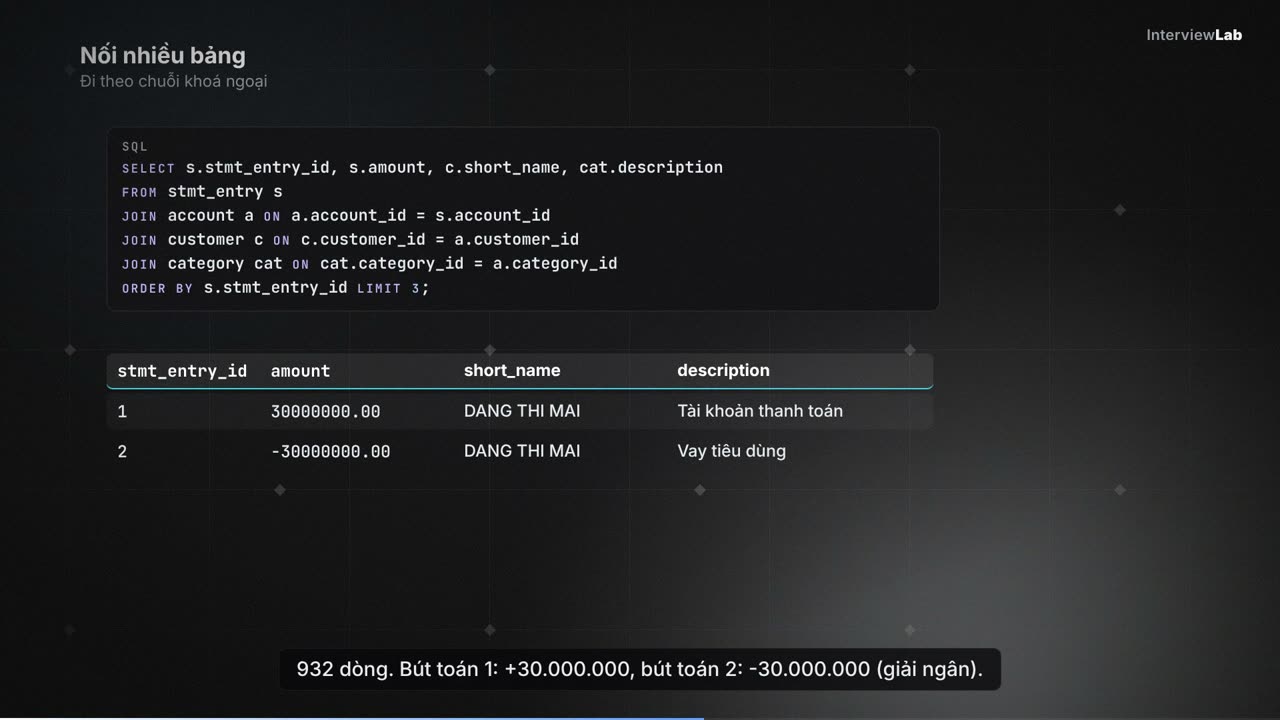 Nối nhiều bảng
InterviewLab
Đi theo chuỗi khoá ngoại
SQL
SELECT s.stmt_entry_id, s.amount, c.short_name, cat.description
FROM stmt_entry s
JOIN account a ON a.account_id = s.account_id
JOIN customer c ON c.customer_id = a.customer_id
JOIN category cat ON cat.category_id = a.category_id
ORDER BY s.stmt_entry_id LIMIT 3;
stmt_entry_id amount short_name description
1 30000000.00 DANG THI MAI Tài khoản thanh toán
2 -30000000.00 DANG THI MAI Vay tiêu dùng
932 dòng. Bút toán 1: +30.000.000, bút toán 2: -30.000.000 (giải ngân).